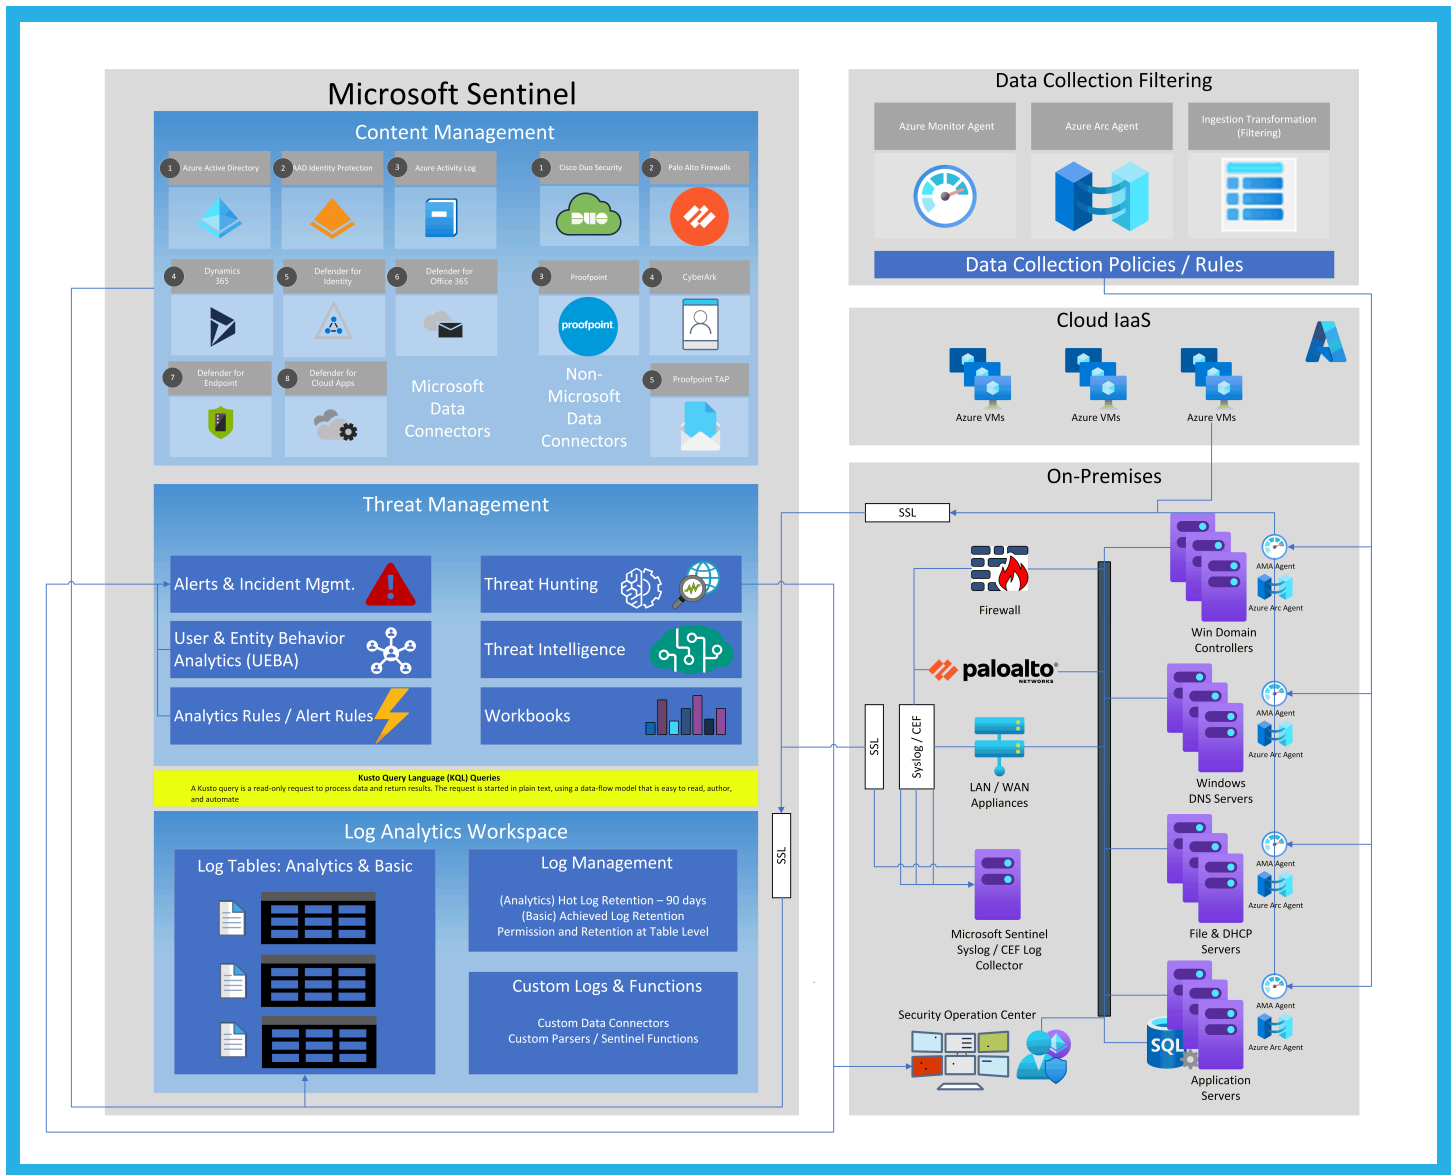 Microsoft Sentinel
Content Management
1 Azure Active Directory
2 AAD Identity Protection
3 Azure Activity Log
1 Cisco Duo Security
2 Palo Alto Firewalls
DUO
4 Dynamics
365
5 Defender for
Identity
6 Defender for
Office 365
3 Proofpoint
4 CyberArk
proofpoint.
7 Defender for
Endpoint
8 Defender for
Cloud Apps
Microsoft
Data
Connectors
Non-
Microsoft
Data
Connectors
5 Proofpoint TAP
Threat Management
Alerts & Incident Mgmt.
Threat Hunting
User & Entity Behavior
Analytics (UEBA)
Threat Intelligence
Analytics Rules / Alert Rules
Workbooks
Kusto Query Language (KQL) Queries
A Kusto query is a read-only request to process data and return results. The request is started in plain text, using a data-flow model that is easy to read, author,
and automate
Log Analytics Workspace
Log Tables: Analytics & Basic
Log Management
(Analytics) Hot Log Retention – 90 days
(Basic) Achieved Log Retention
Permission and Retention at Table Level
Custom Logs & Functions
Custom Data Connectors
Custom Parsers / Sentinel Functions
SSL
Data Collection Filtering
Azure Monitor Agent
Azure Arc Agent
Ingestion Transformation
(Filtering)
Data Collection Policies / Rules
Cloud IaaS
Azure VMs
Azure VMs
Azure VMs
On-Premises
SSL
Firewall
paloalto®
NETWORKS
SSL
Syslog / CEF
LAN / WAN
Appliances
Microsoft Sentinel
Syslog / CEF Log
Collector
Security Operation Center
AMA Agent
Azure Arc Agent
Win Domain
Controllers
AMA Agent
Azure Arc Agent
Windows
DNS Servers
AMA Agent
Azure Arc Agent
File & DHCP
Servers
AMA Agent
Azure Arc Agent
SQL
Application
Servers